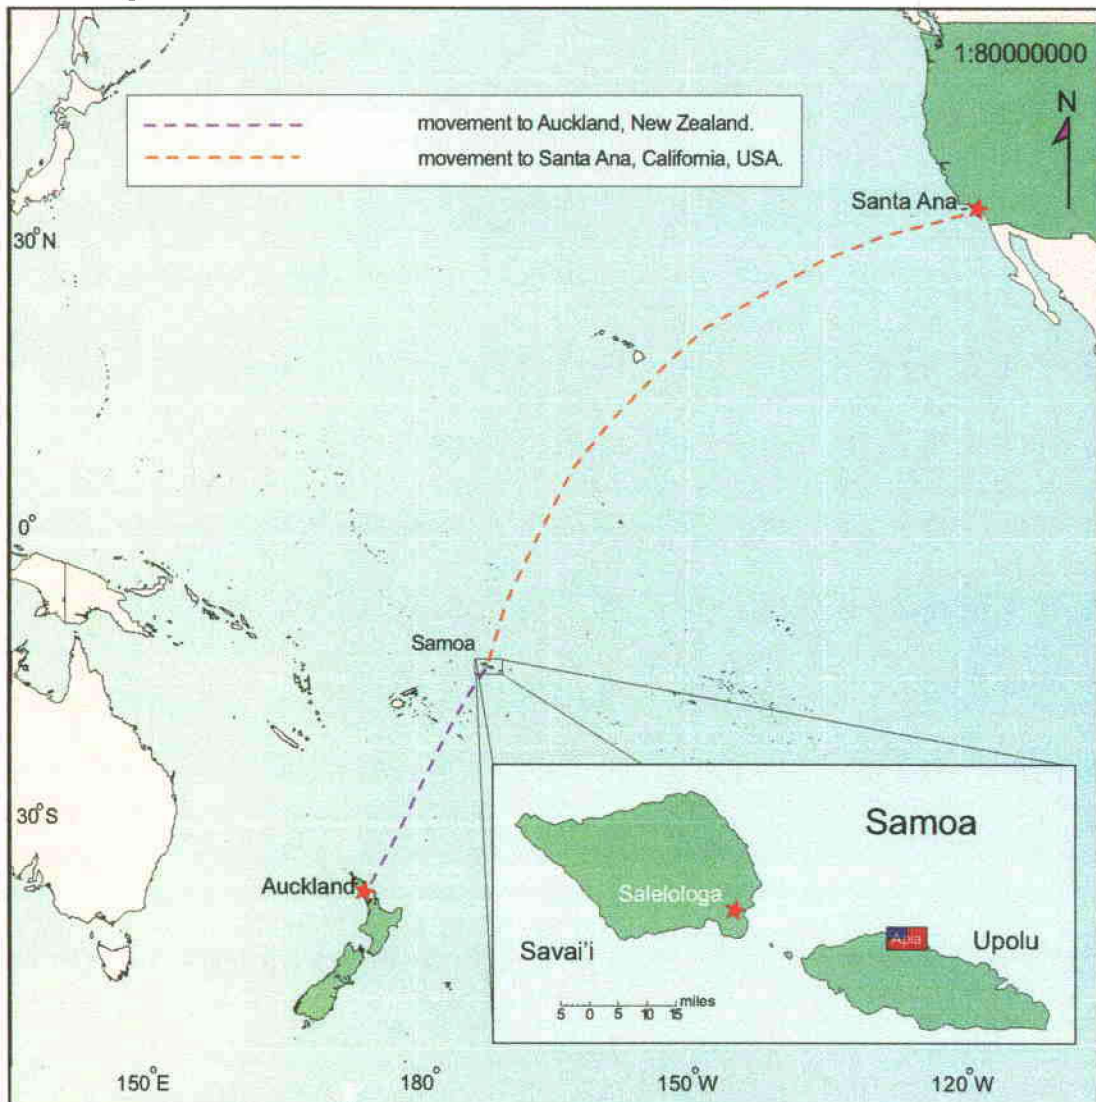 1:80000000
N
movement to Auckland, New Zealand.
movement to Santa Ana, California, USA.
Santa Ana
30°N
0°
Samoa
30°S
Auckland
Samoa
Salelologa
Apia
Savai'i
Upolu
5 0 5 10 15 miles
150°E
180°
150°W
120°W